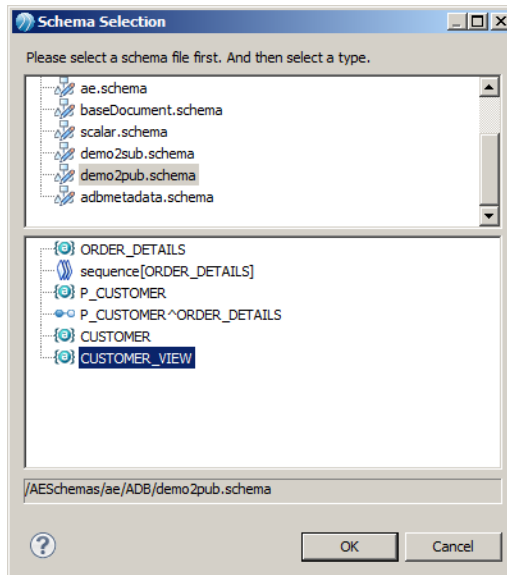 Schema Selection
Please select a schema file first. And then select a type.
ae.schema
baseDocument.schema
scalar.schema
demo2sub.schema
demo2pub.schema
adbmetadata.schema
{@} ORDER_DETAILS
sequence[ORDER_DETAILS]
{@} P_CUSTOMER
P_CUSTOMER^ORDER_DETAILS
{@} CUSTOMER
{@} CUSTOMER_VIEW
/AESchemas/ae/ADB/demo2pub.schema
? OK Cancel